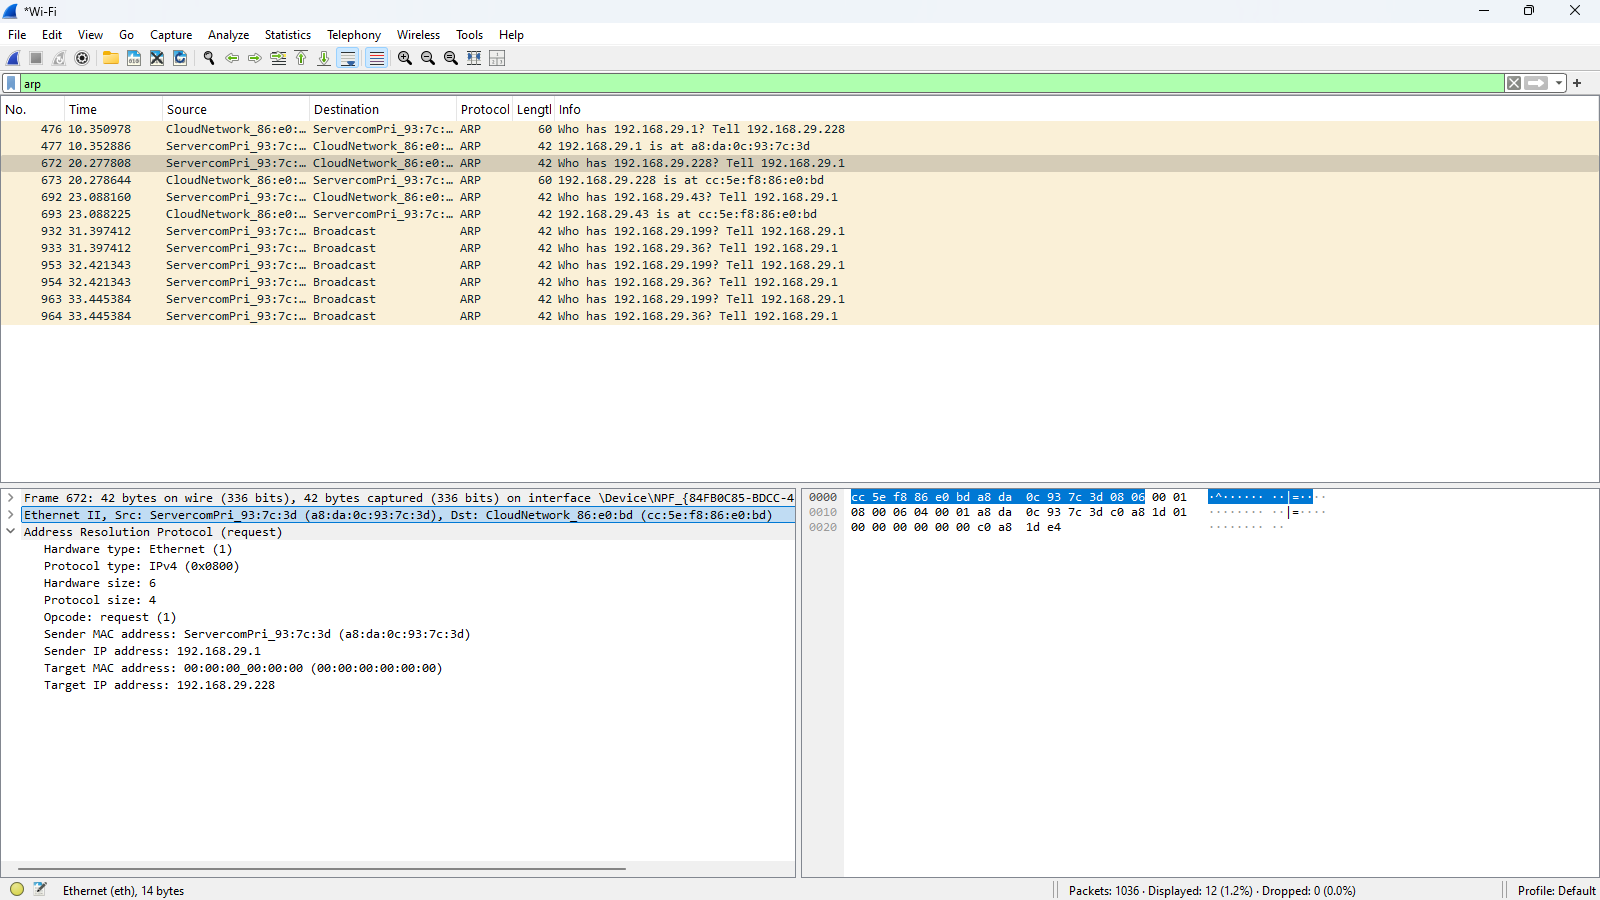 *Wi-Fi
File Edit View Go Capture Analyze Statistics Telephony Wireless Tools Help
arp
No. Time Source Destination Protocol Lengtl Info
476 10.350978 CloudNetwork_86:e0:… ServercomPri_93:7c:… ARP 60 Who has 192.168.29.1? Tell 192.168.29.228
477 10.352886 ServercomPri_93:7c:… CloudNetwork_86:e0:… ARP 42 192.168.29.1 is at a8:da:0c:93:7c:3d
672 20.277808 ServercomPri_93:7c:… CloudNetwork_86:e0:… ARP 42 Who has 192.168.29.228? Tell 192.168.29.1
673 20.278644 CloudNetwork_86:e0:… ServercomPri_93:7c:… ARP 60 192.168.29.228 is at cc:5e:f8:86:e0:bd
692 23.088160 ServercomPri_93:7c:… CloudNetwork_86:e0:… ARP 42 Who has 192.168.29.43? Tell 192.168.29.1
693 23.088225 CloudNetwork_86:e0:… ServercomPri_93:7c:… ARP 42 192.168.29.43 is at cc:5e:f8:86:e0:bd
932 31.397412 ServercomPri_93:7c:… Broadcast ARP 42 Who has 192.168.29.199? Tell 192.168.29.1
933 31.397412 ServercomPri_93:7c:… Broadcast ARP 42 Who has 192.168.29.36? Tell 192.168.29.1
953 32.421343 ServercomPri_93:7c:… Broadcast ARP 42 Who has 192.168.29.199? Tell 192.168.29.1
954 32.421343 ServercomPri_93:7c:… Broadcast ARP 42 Who has 192.168.29.36? Tell 192.168.29.1
963 33.445384 ServercomPri_93:7c:… Broadcast ARP 42 Who has 192.168.29.199? Tell 192.168.29.1
964 33.445384 ServercomPri_93:7c:… Broadcast ARP 42 Who has 192.168.29.36? Tell 192.168.29.1
Frame 672: 42 bytes on wire (336 bits), 42 bytes captured (336 bits) on interface \Device\NPF_{84FB0C85-BDCC-4
Ethernet II, Src: ServercomPri_93:7c:3d (a8:da:0c:93:7c:3d), Dst: CloudNetwork_86:e0:bd (cc:5e:f8:86:e0:bd)
Address Resolution Protocol (request)
Hardware type: Ethernet (1)
Protocol type: IPv4 (0x0800)
Hardware size: 6
Protocol size: 4
Opcode: request (1)
Sender MAC address: ServercomPri_93:7c:3d (a8:da:0c:93:7c:3d)
Sender IP address: 192.168.29.1
Target MAC address: 00:00:00_00:00:00 (00:00:00:00:00:00)
Target IP address: 192.168.29.228
0000 cc 5e f8 86 e0 bd a8 da 0c 93 7c 3d 08 06 00 01 ·^······ ··|=····
0010 08 00 06 04 00 01 a8 da 0c 93 7c 3d c0 a8 1d 01 ········ ··|=····
0020 00 00 00 00 00 00 c0 a8 1d e4 ········ ··
Ethernet (eth), 14 bytes
Packets: 1036 · Displayed: 12 (1.2%) · Dropped: 0 (0.0%)
Profile: Default